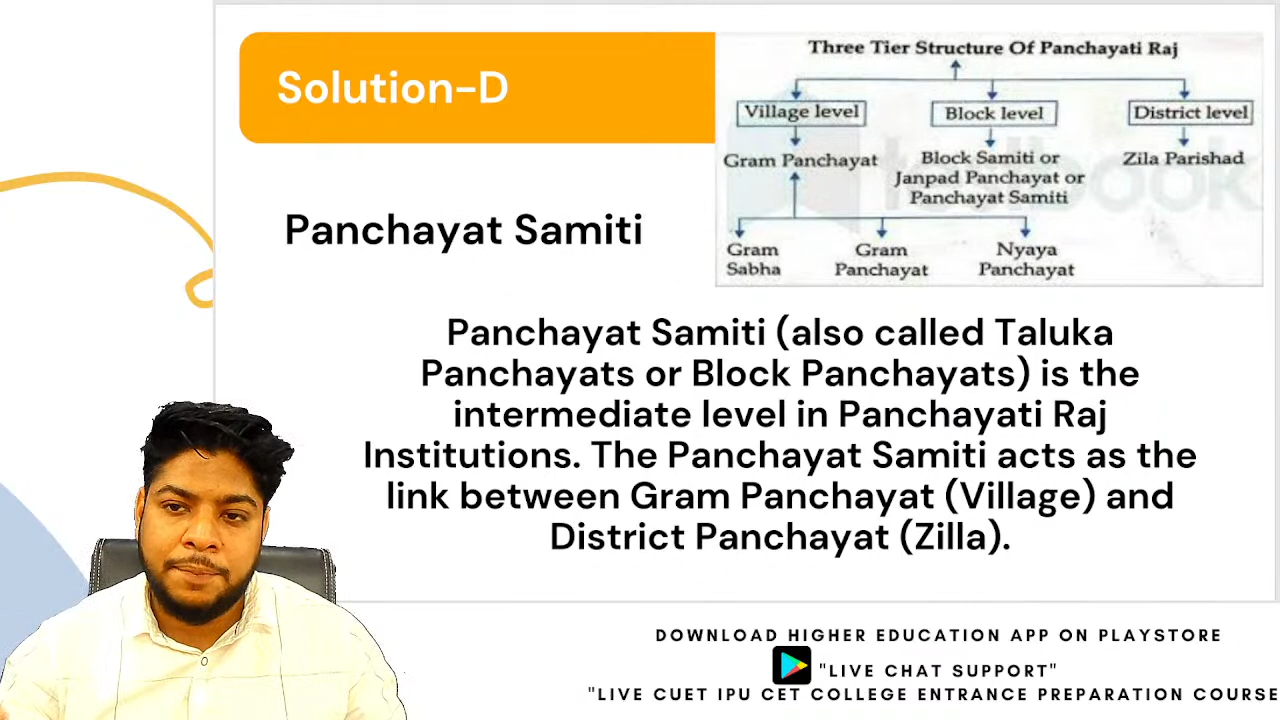 Solution-D
Three Tier Structure Of Panchayati Raj
Village level
Block level
District level
Gram Panchayat
Block Samiti or
Janpad Panchayat or
Panchayat Samiti
Zila Parishad
Gram
Sabha
Gram
Panchayat
Nyaya
Panchayat
Panchayat Samiti
Panchayat Samiti (also called Taluka
Panchayats or Block Panchayats) is the
intermediate level in Panchayati Raj
Institutions. The Panchayat Samiti acts as the
link between Gram Panchayat (Village) and
District Panchayat (Zilla).
DOWNLOAD HIGHER EDUCATION APP ON PLAYSTORE
"LIVE CHAT SUPPORT"
"LIVE CUET IPU CET COLLEGE ENTRANCE PREPARATION COURSE